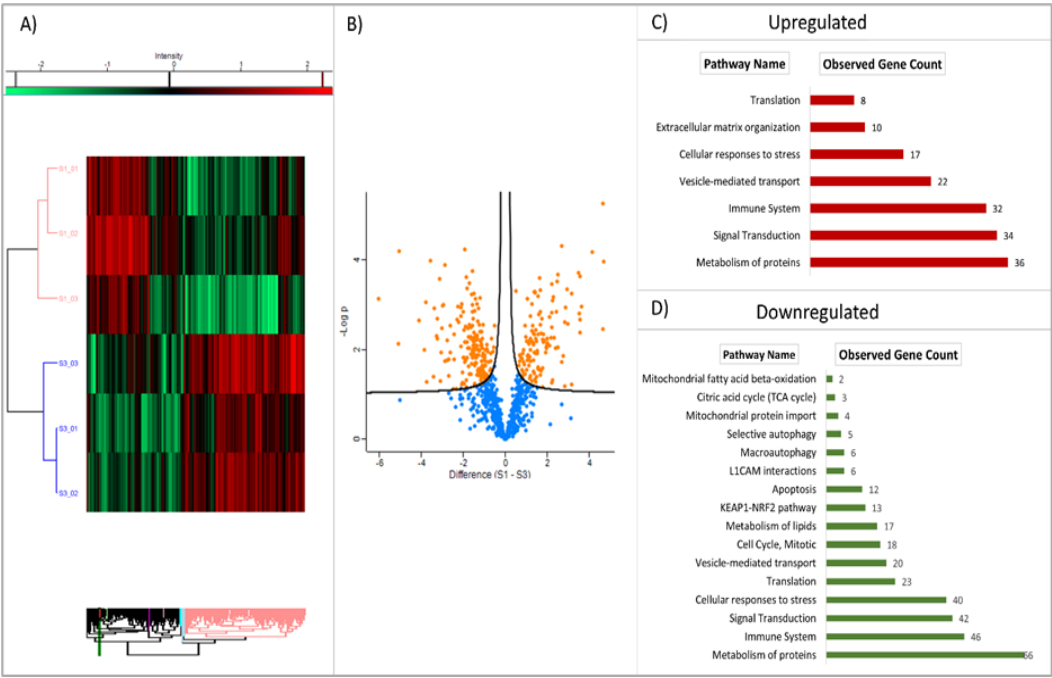 A)
Intensity
-2 -1 0 1 2
S1_01
S1_02
S1_03
S3_03
S3_01
S3_02
B)
-Log p
4
2
0
-6 -4 -2 0 2 4
Difference (S1 - S3)
C) Upregulated
Pathway Name Observed Gene Count
Translation 8
Extracellular matrix organization 10
Cellular responses to stress 17
Vesicle-mediated transport 22
Immune System 32
Signal Transduction 34
Metabolism of proteins 36
D) Downregulated
Pathway Name Observed Gene Count
Mitochondrial fatty acid beta-oxidation 2
Citric acid cycle (TCA cycle) 3
Mitochondrial protein import 4
Selective autophagy 5
Macroautophagy 6
L1CAM interactions 6
Apoptosis 12
KEAP1-NRF2 pathway 13
Metabolism of lipids 17
Cell Cycle, Mitotic 18
Vesicle-mediated transport 20
Translation 23
Cellular responses to stress 40
Signal Transduction 42
Immune System 46
Metabolism of proteins 66